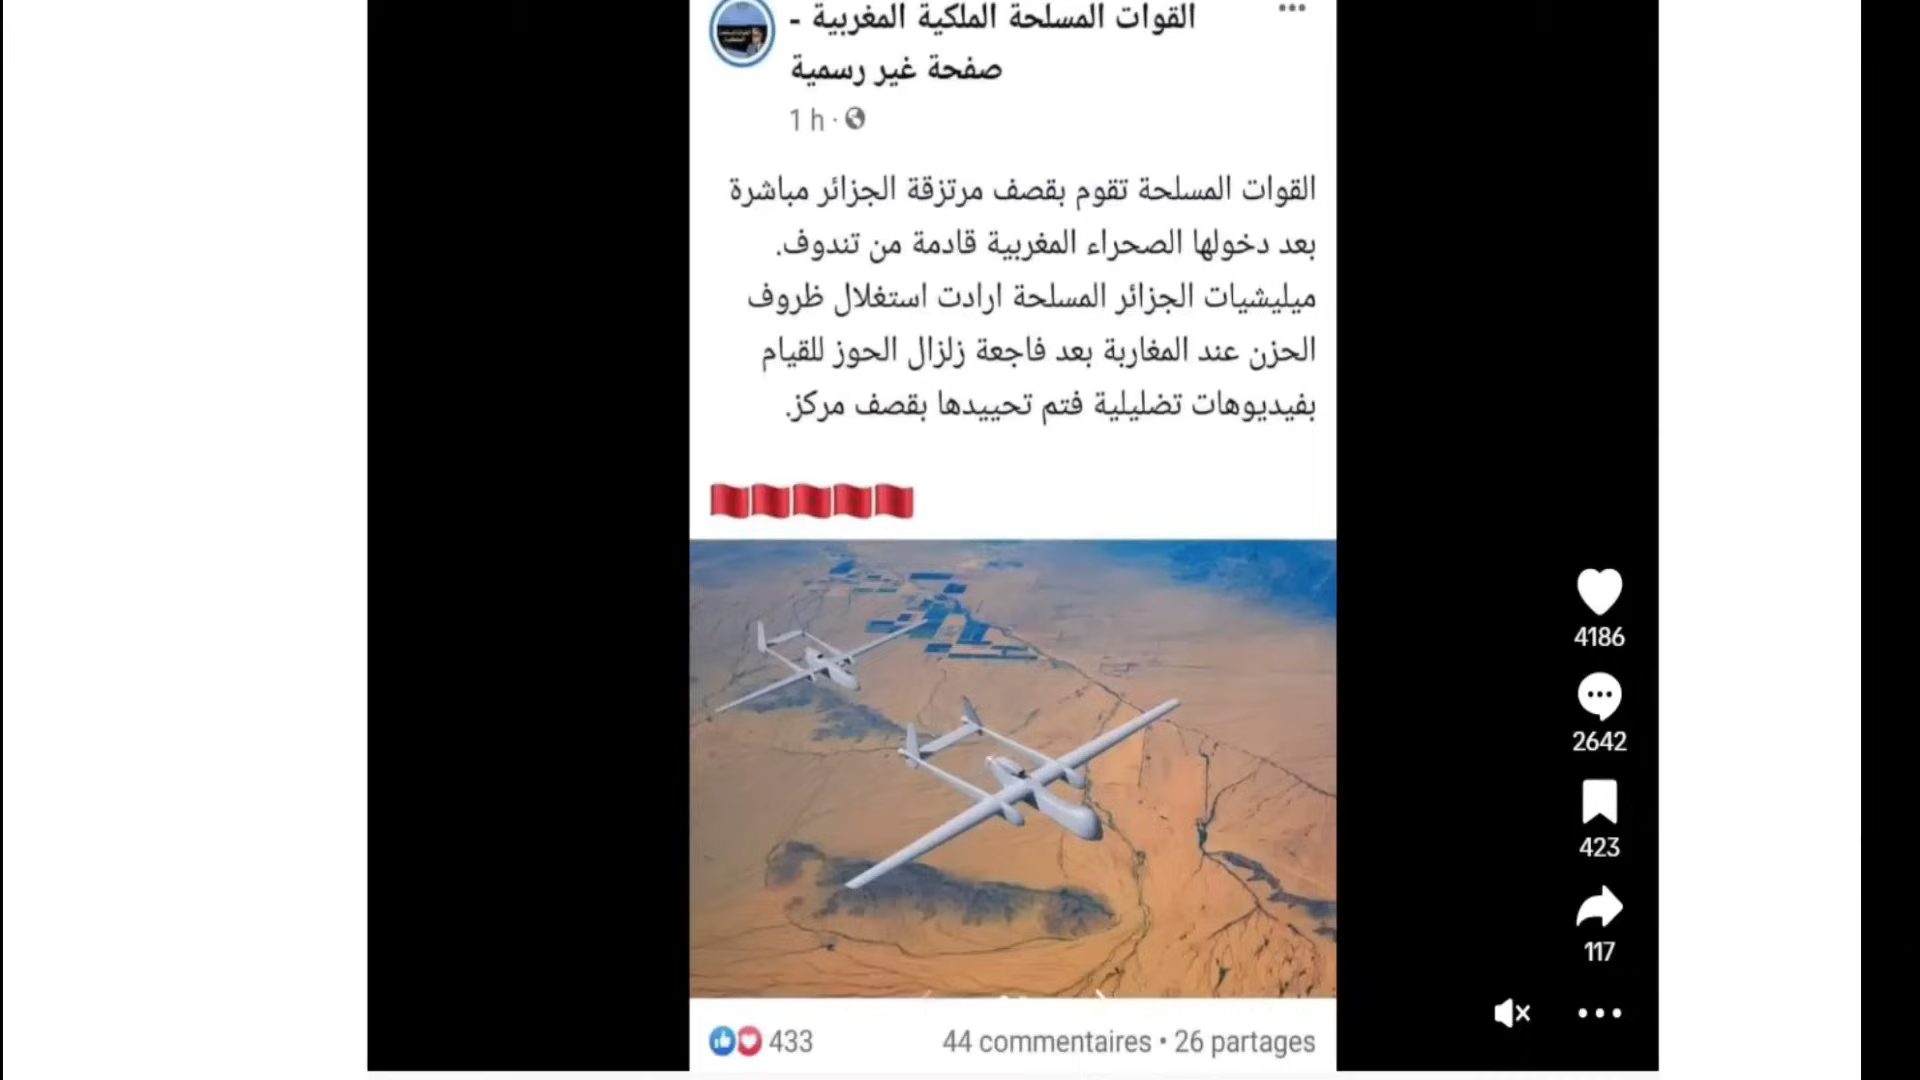 القوات المسلحة الملكية المغربية -
صفحة غير رسمية
1 h ·
القوات المسلحة تقوم بقصف مرتزقة الجزائر مباشرة
بعد دخولها الصحراء المغربية قادمة من تندوف.
ميليشيات الجزائر المسلحة ارادت استغلال ظروف
الحزن عند المغاربة بعد فاجعة زلزال الحوز للقيام
بفيديوهات تضليلية فتم تحييدها بقصف مركز.
433
44 commentaires • 26 partages
4186
2642
423
117